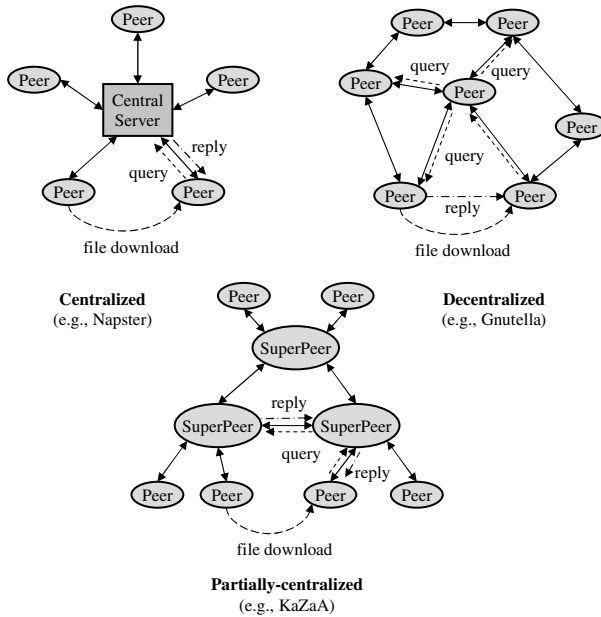 Peer
Peer
Peer
Central
Server
reply
query
Peer
Peer
file download
Centralized
(e.g., Napster)
Peer
Peer
query
query
Peer
Peer
Peer
query
Peer
reply
Peer
file download
Decentralized
(e.g., Gnutella)
Peer
Peer
SuperPeer
reply
SuperPeer
SuperPeer
query
reply
Peer
Peer
Peer
Peer
file download
Partially-centralized
(e.g., KaZaA)